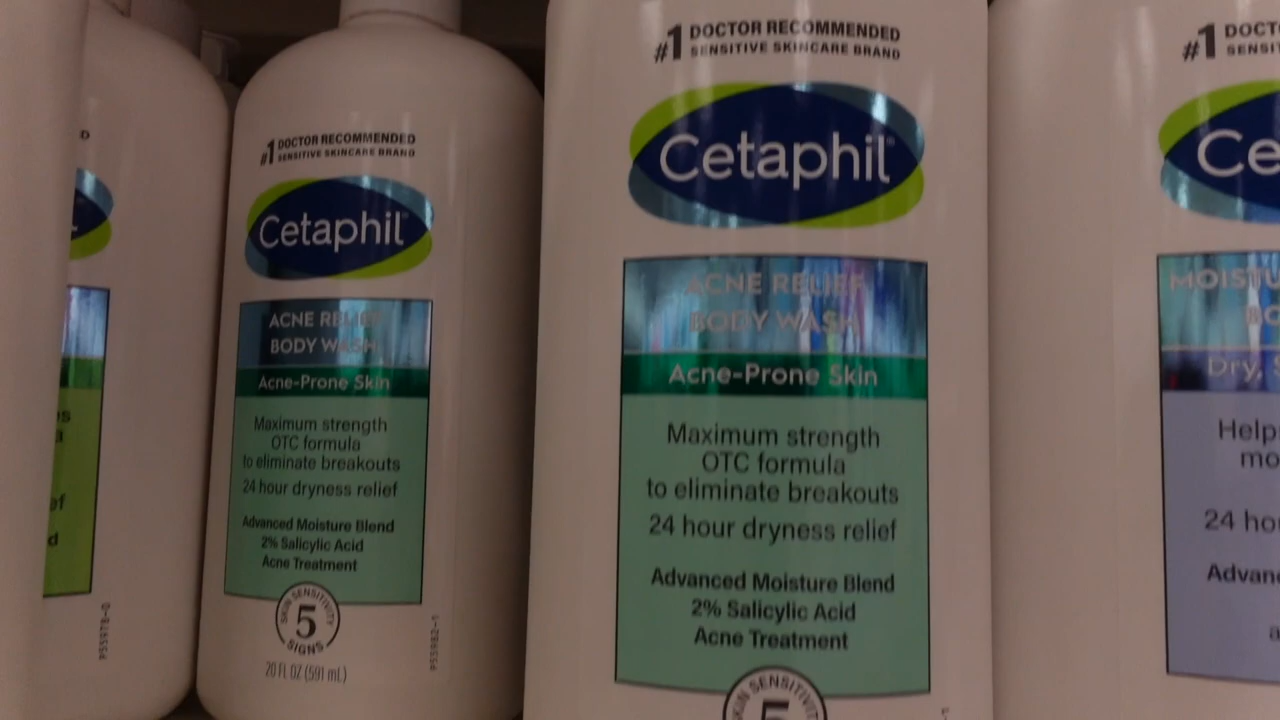 #1 DOCTOR RECOMMENDED
SENSITIVE SKINCARE BRAND
Cetaphil
ACNE RELIEF
BODY WASH
Acne-Prone Skin
Maximum strength
OTC formula
to eliminate breakouts
24 hour dryness relief
Advanced Moisture Blend
2% Salicylic Acid
Acne Treatment
SKIN SENSITIVITY
5
SIGNS
20 FL OZ (591 mL)
#1 DOCTOR RECOMMENDED
SENSITIVE SKINCARE BRAND
Cetaphil
ACNE RELIEF
BODY WASH
Acne-Prone Skin
Maximum strength
OTC formula
to eliminate breakouts
24 hour dryness relief
Advanced Moisture Blend
2% Salicylic Acid
Acne Treatment
SKIN SENSITIVITY
5
#1 DOCT
SENSI
Ce
MOISTU
BO
Dry, S
Help
mo
24 ho
Advan